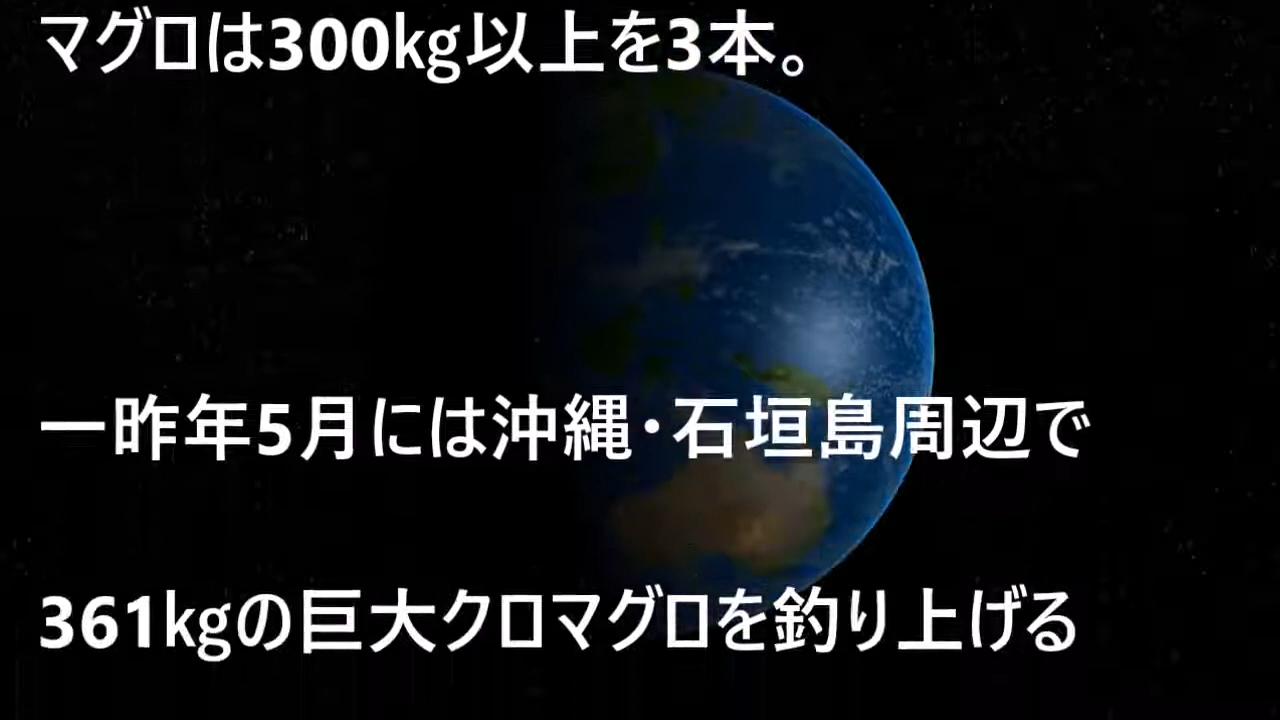 マグロは300㎏以上を3本。
一昨年5月には沖縄・石垣島周辺で
361㎏の巨大クロマグロを釣り上げる